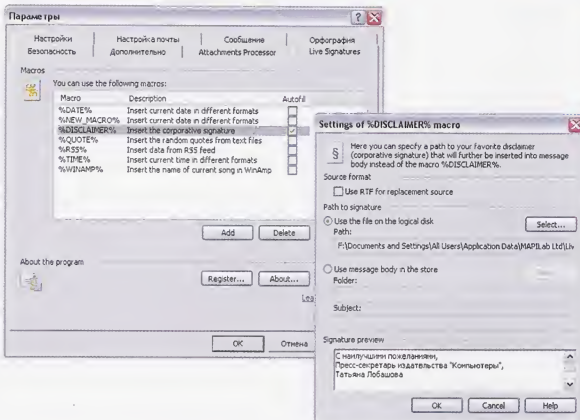 Параметры
Настройки Настройка почты Сообщение Орфография
Безопасность Дополнительно Attachments Processor Live Signatures
Macros
You can use the following macros:
Macro Description Autofil
%DATE% Insert current date in different formats
%NEW_MACRO% Insert current date in different formats
%DISCLAIMER% Insert the corporative signature
%QUOTE% Insert the random quotes from text files
%RSS% Insert data from RSS feed
%TIME% Insert current time in different formats
%WINAMP% Insert the name of current song in WinAmp
Add Delete
About the program
Register... About...
Lea
OK Отмена
Settings of %DISCLAIMER% macro
Here you can specify a path to your favorite disclaimer
(corporative signature) that will further be inserted into message
body instead of the macro %DISCLAIMER%.
Source format
Use RTF for replacement source
Path to signature
Use the file on the logical disk Select...
Path:
F:\Documents and Settings\All Users\Application Data\MAPILab Ltd\Liv
Use message body in the store
Folder:
Subject:
Signature preview
С наилучшими пожеланиями,
Пресс-секретарь издательства "Компьютеры",
Татьяна Лобашова
OK Cancel Help